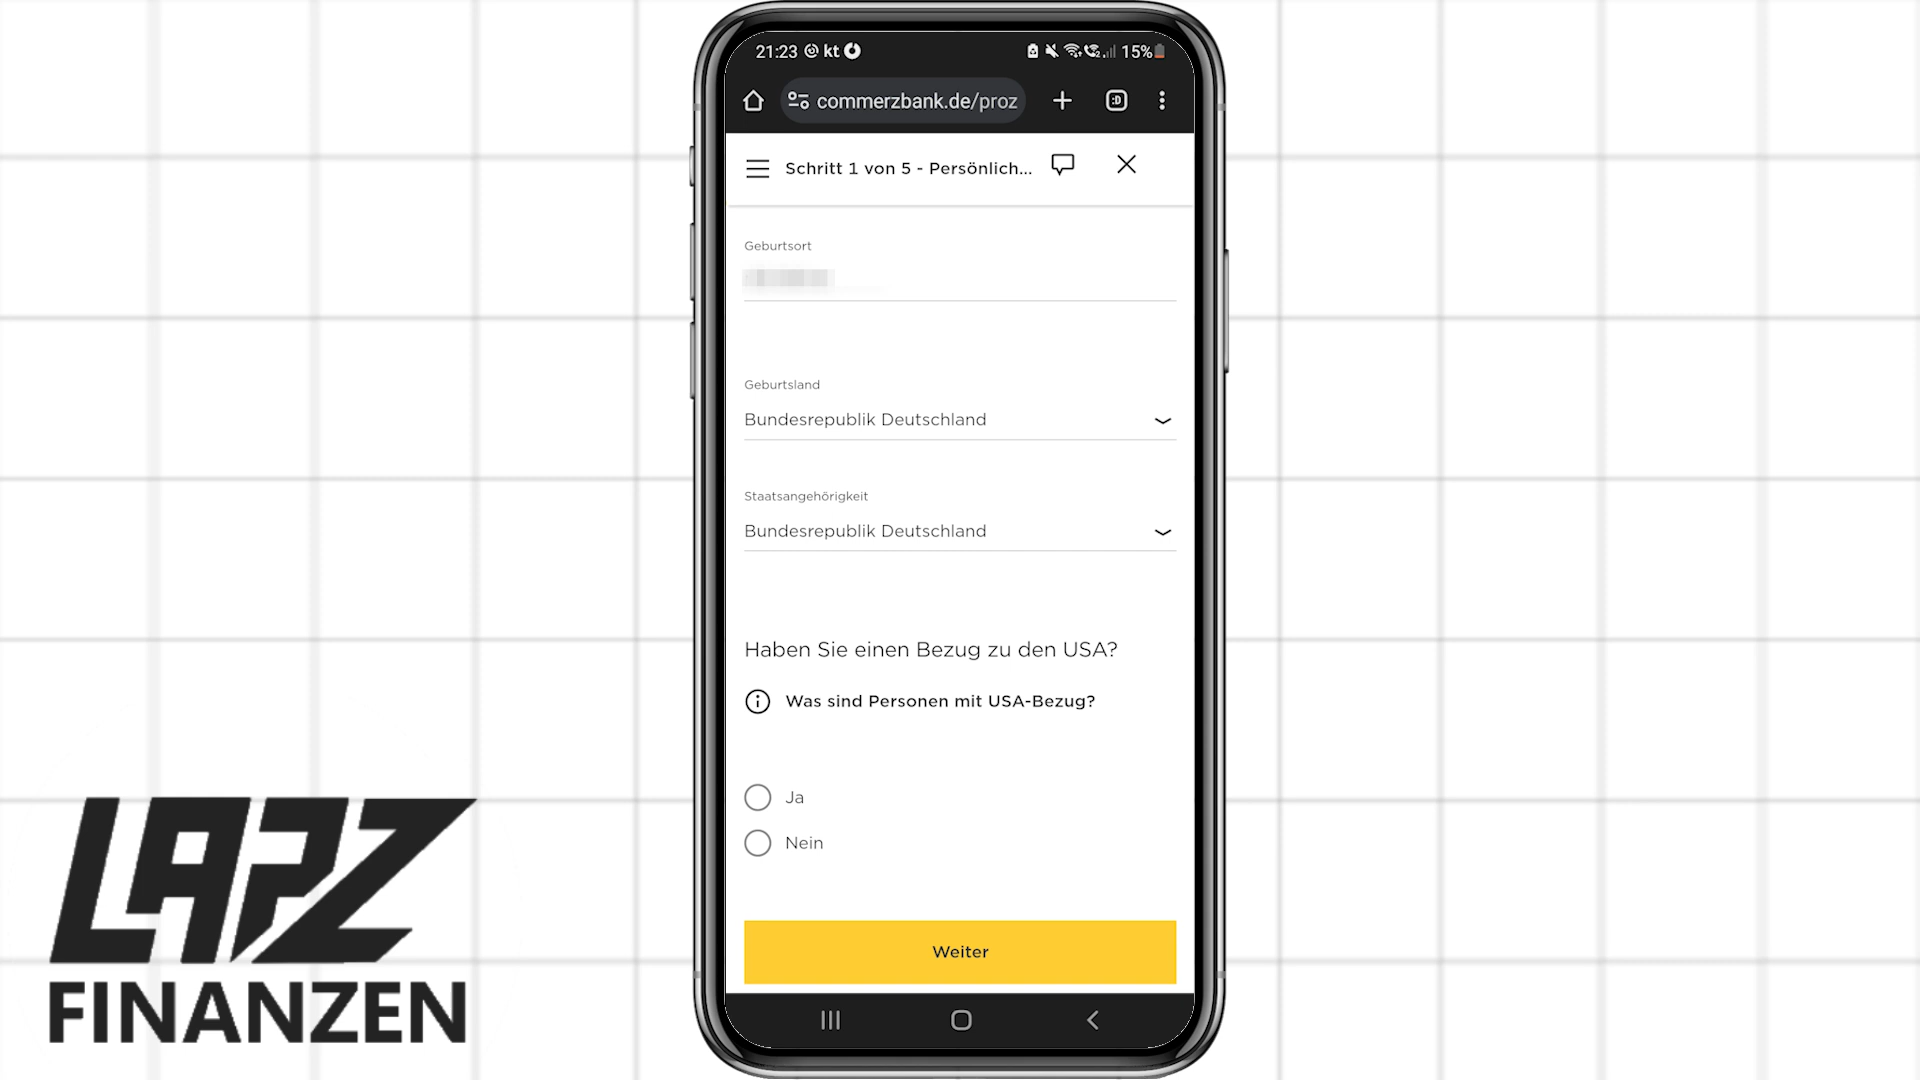 21:23 kt 15%
commerzbank.de/proz
Schritt 1 von 5 - Persönlich...
Geburtsort
Geburtsland
Bundesrepublik Deutschland
Staatsangehörigkeit
Bundesrepublik Deutschland
Haben Sie einen Bezug zu den USA?
Was sind Personen mit USA-Bezug?
Ja
Nein
Weiter
LAPZ
FINANZEN